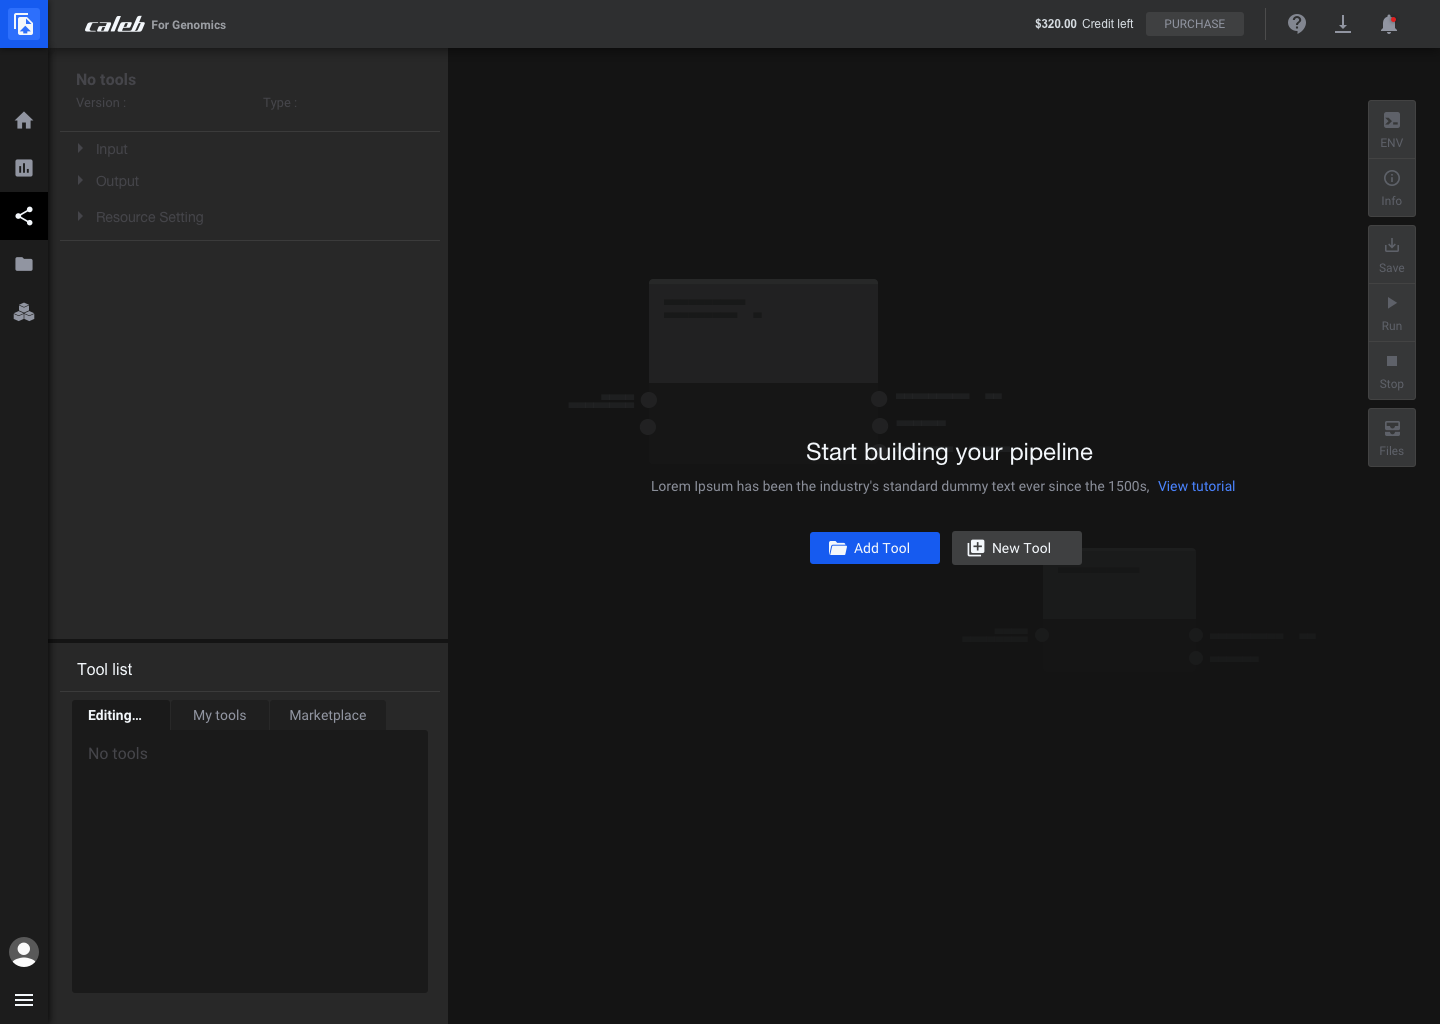 caleb For Genomics
$320.00 Credit left
PURCHASE
No tools
Version :
Type :
Input
Output
Resource Setting
ENV
Info
Save
Run
Stop
Files
Start building your pipeline
Lorem Ipsum has been the industry's standard dummy text ever since the 1500s, View tutorial
Add Tool
New Tool
Tool list
Editing...
My tools
Marketplace
No tools